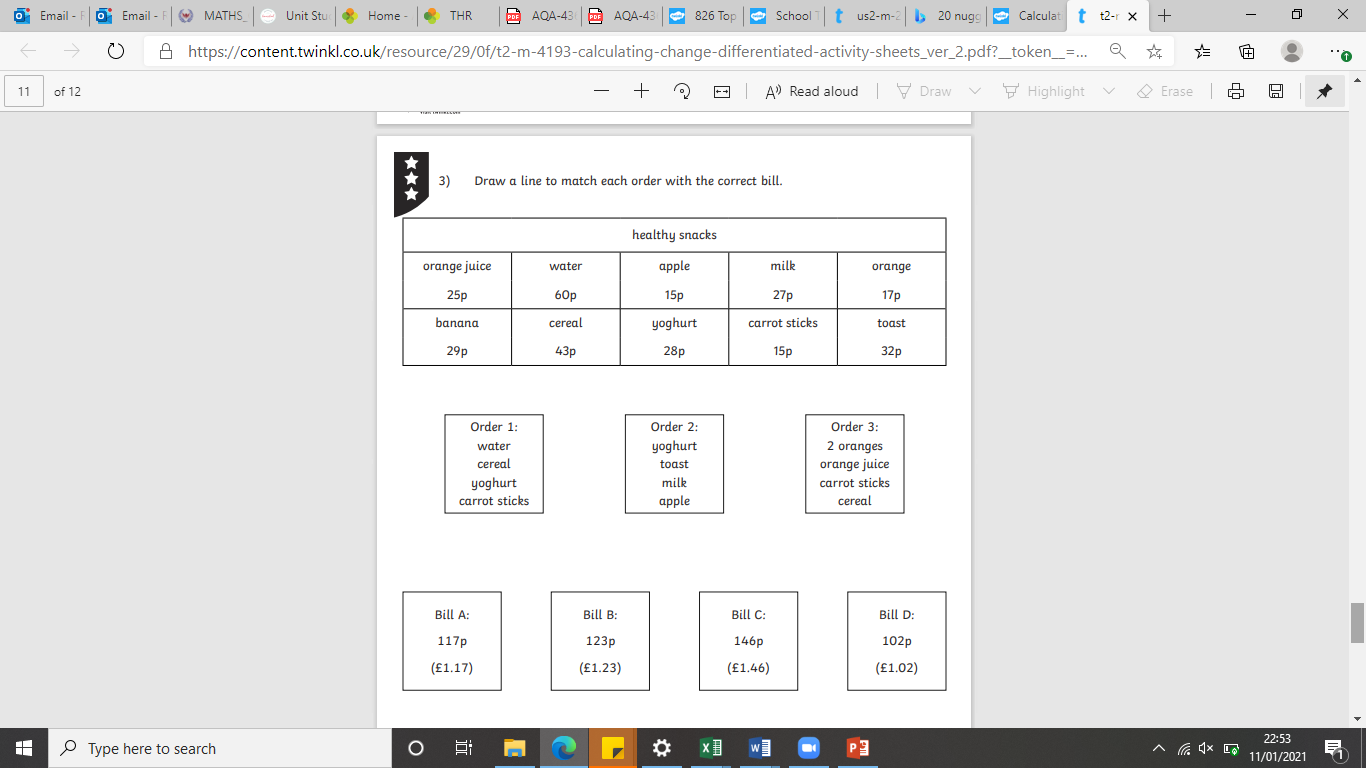 Email - F
Email - F
MATHS_
Unit Stu
Home -
THR
AQA-43
AQA-43
826 Top
School T
us2-m-2
20 nugg
Calculat
t2-r
https://content.twinkl.co.uk/resource/29/0f/t2-m-4193-calculating-change-differentiated-activity-sheets_ver_2.pdf?__token__=...
11 of 12
Read aloud
Draw
Highlight
Erase
visit twinkl.com
3) Draw a line to match each order with the correct bill.
healthy snacks
orange juice water apple milk orange
25p 60p 15p 27p 17p
banana cereal yoghurt carrot sticks toast
29p 43p 28p 15p 32p
Order 1:
water
cereal
yoghurt
carrot sticks
Order 2:
yoghurt
toast
milk
apple
Order 3:
2 oranges
orange juice
carrot sticks
cereal
Bill A:
117p
(£1.17)
Bill B:
123p
(£1.23)
Bill C:
146p
(£1.46)
Bill D:
102p
(£1.02)
Type here to search
22:53
11/01/2021